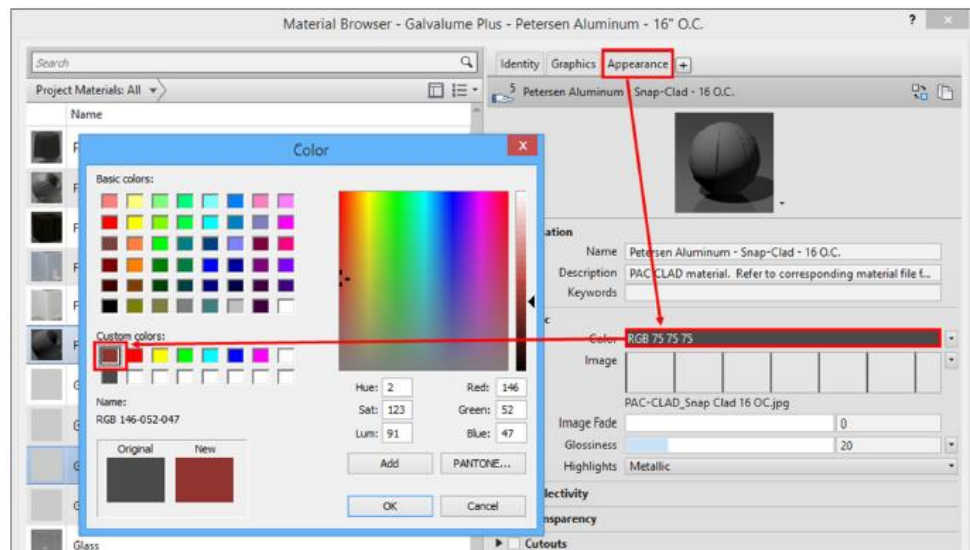 Material Browser - Galvalume Plus - Petersen Aluminum - 16" O.C.
?
Search
Identity Graphics Appearance +
Project Materials: All
5 Petersen Aluminum Snap-Clad - 16 O.C.
Name
Color
Basic colors:
Name Petersen Aluminum - Snap-Clad - 16 O.C.
Description PAC-CLAD material. Refer to corresponding material file f...
Keywords
Custom colors:
Color RGB 75 75 75
Image
PAC-CLAD_Snap Clad 16 OC.jpg
Image Fade 0
Glossiness 20
Highlights Metallic
Hue: 2 Red: 146
Sat: 123 Green: 52
Lum: 91 Blue: 47
Name:
RGB 146-052-047
Original New
Add PANTONE...
OK Cancel
Cutouts
Glass